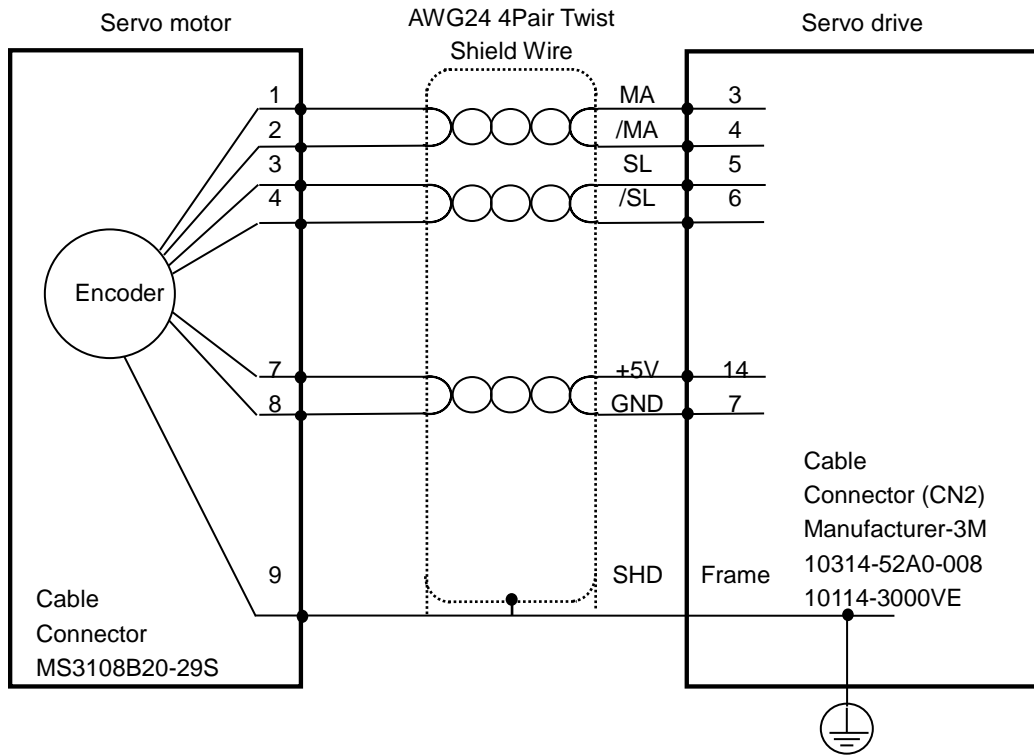 Servo motor
AWG24 4Pair Twist
Shield Wire
Servo drive
1
MA
3
2
/MA
4
3
SL
5
4
/SL
6
Encoder
7
+5V
14
8
GND
7
9
SHD
Frame
Cable
Connector (CN2)
Manufacturer-3M
10314-52A0-008
10114-3000VE
Cable
Connector
MS3108B20-29S